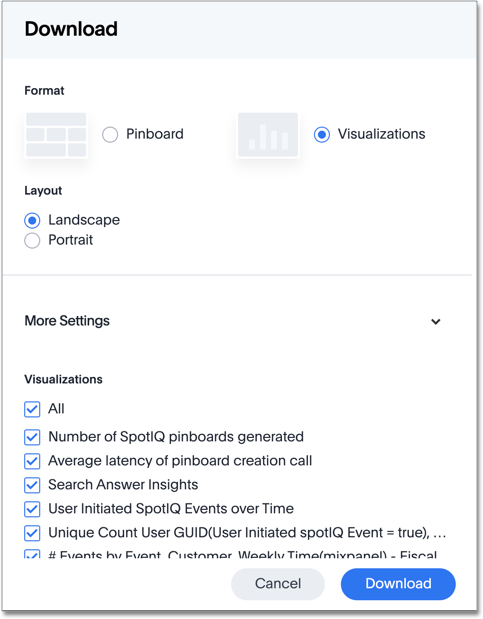 Download
Format
Pinboard
Visualizations
Layout
Landscape
Portrait
More Settings
Visualizations
All
Number of SpotIQ pinboards generated
Average latency of pinboard creation call
Search Answer Insights
User Initiated SpotIQ Events over Time
Unique Count User GUID(User Initiated spotIQ Event = true), ...
# Events by Event, Customer, Weekly Time(mixpanel) - Fiscal
Cancel
Download